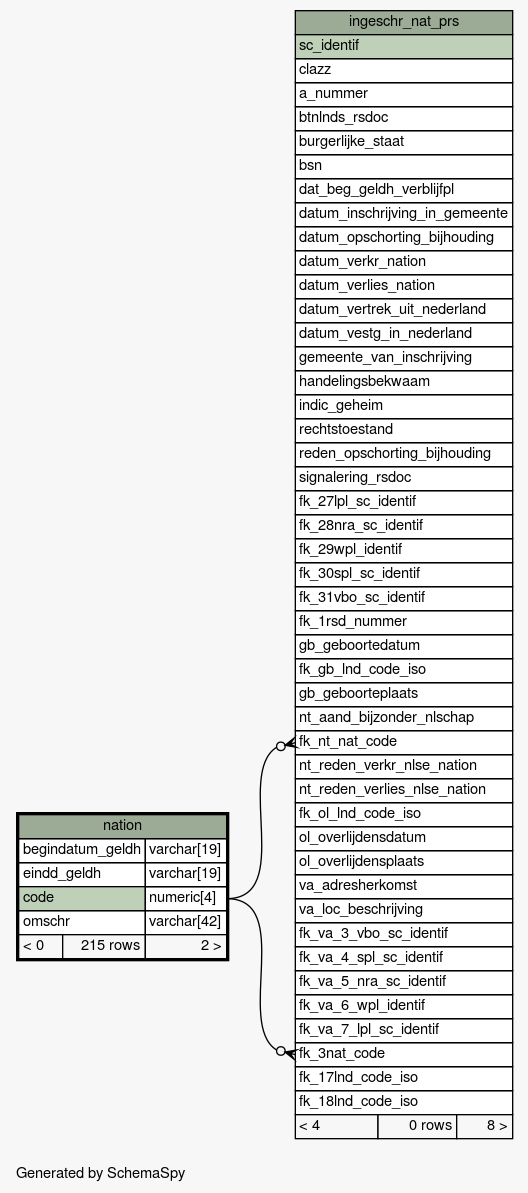 ingeschr_nat_prs
sc_identif
clazz
a_nummer
btnlnds_rsdoc
burgerlijke_staat
bsn
dat_beg_geldh_verblijfpl
datum_inschrijving_in_gemeente
datum_opschorting_bijhouding
datum_verkr_nation
datum_verlies_nation
datum_vertrek_uit_nederland
datum_vestg_in_nederland
gemeente_van_inschrijving
handelingsbekwaam
indic_geheim
rechtstoestand
reden_opschorting_bijhouding
signalering_rsdoc
fk_27lpl_sc_identif
fk_28nra_sc_identif
fk_29wpl_identif
fk_30spl_sc_identif
fk_31vbo_sc_identif
fk_1rsd_nummer
gb_geboortedatum
fk_gb_lnd_code_iso
gb_geboorteplaats
nt_aand_bijzonder_nlschap
fk_nt_nat_code
nt_reden_verkr_nlse_nation
nt_reden_verlies_nlse_nation
fk_ol_lnd_code_iso
ol_overlijdensdatum
ol_overlijdensplaats
va_adresherkomst
va_loc_beschrijving
fk_va_3_vbo_sc_identif
fk_va_4_spl_sc_identif
fk_va_5_nra_sc_identif
fk_va_6_wpl_identif
fk_va_7_lpl_sc_identif
fk_3nat_code
fk_17lnd_code_iso
fk_18lnd_code_iso
< 4 0 rows 8 >
nation
begindatum_geldh varchar[19]
eindd_geldh varchar[19]
code numeric[4]
omschr varchar[42]
< 0 215 rows 2 >
Generated by SchemaSpy